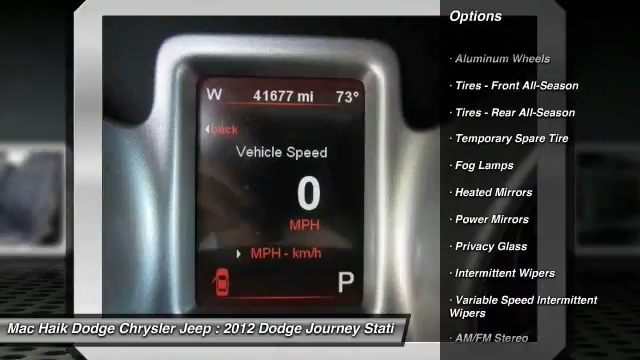 Options
· Aluminum Wheels
· Tires - Front All-Season
· Tires - Rear All-Season
· Temporary Spare Tire
· Fog Lamps
· Heated Mirrors
· Power Mirrors
· Privacy Glass
· Intermittent Wipers
· Variable Speed Intermittent
Wipers
· AM/FM Stereo
W 41677 mi 73°
back
Vehicle Speed
0
MPH
MPH - km/h
P
Mac Haik Dodge Chrysler Jeep : 2012 Dodge Journey Stati